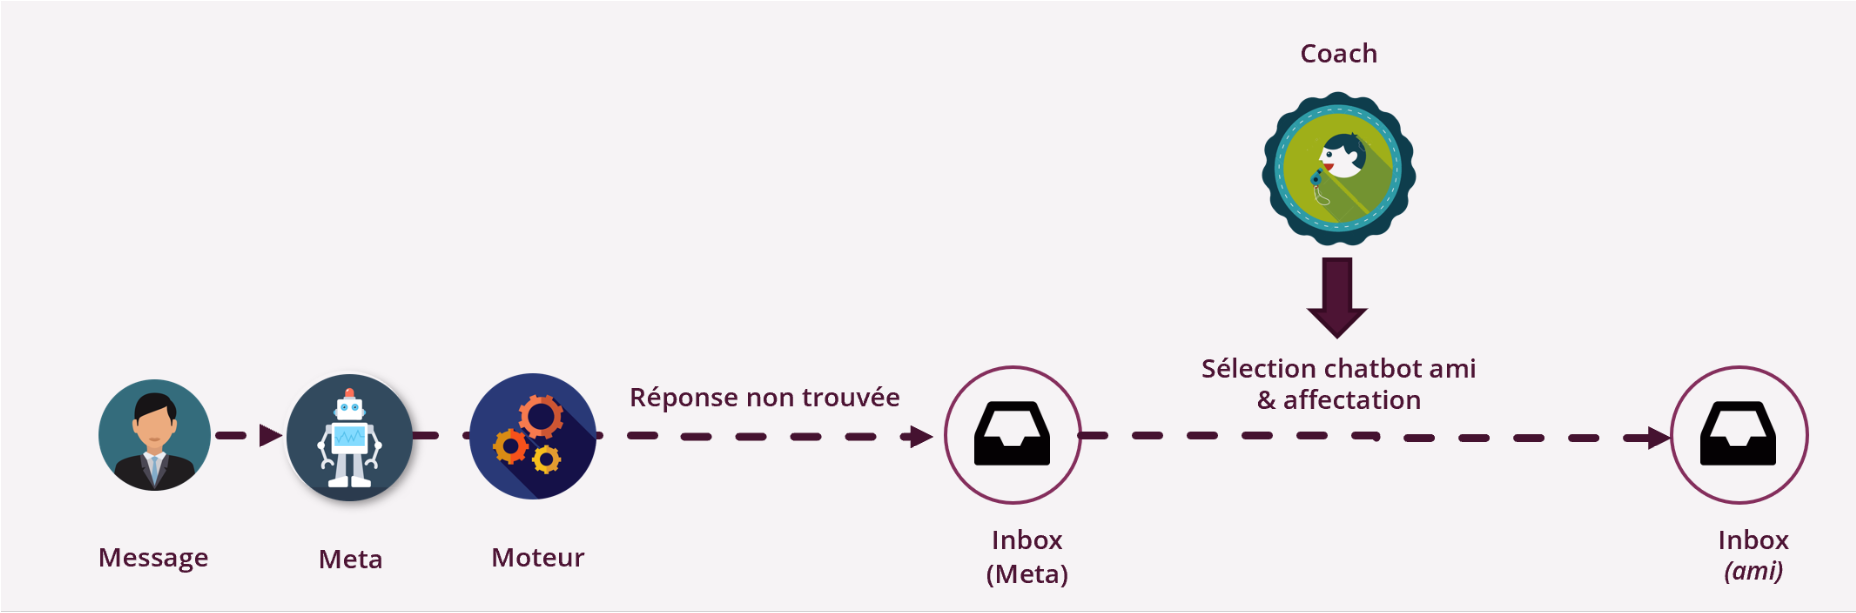 Coach
Sélection chatbot ami
& affectation
Réponse non trouvée
Message
Meta
Moteur
Inbox
(Meta)
Inbox
(ami)